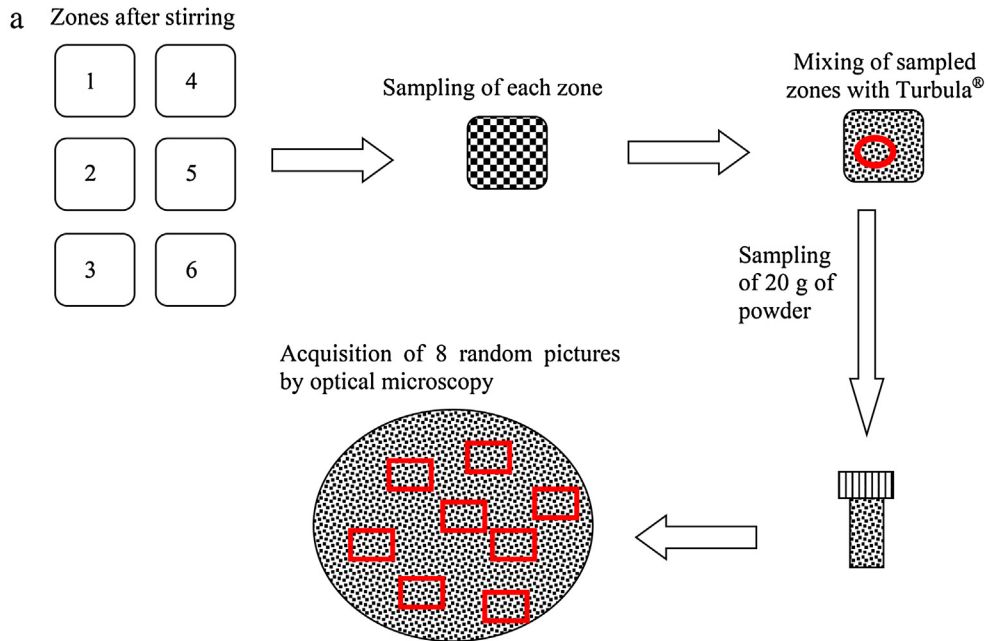 a
Zones after stirring
1
4
2
5
3
6
Sampling of each zone
Mixing of sampled
zones with Turbula®
Sampling
of 20 g of
powder
Acquisition of 8 random pictures
by optical microscopy